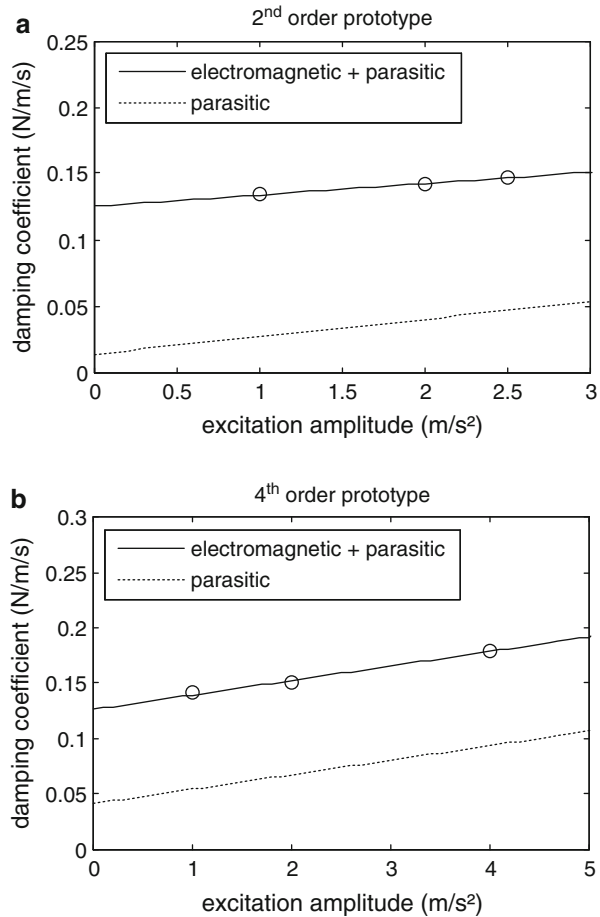 a
2nd order prototype
0.25
0.2
0.15
0.1
0.05
0
electromagnetic + parasitic
parasitic
damping coefficient (N/m/s)
0 0.5 1 1.5 2 2.5 3
excitation amplitude (m/s²)
b
4th order prototype
0.3
0.25
0.2
0.15
0.1
0.05
0
electromagnetic + parasitic
parasitic
damping coefficient (N/m/s)
0 1 2 3 4 5
excitation amplitude (m/s²)